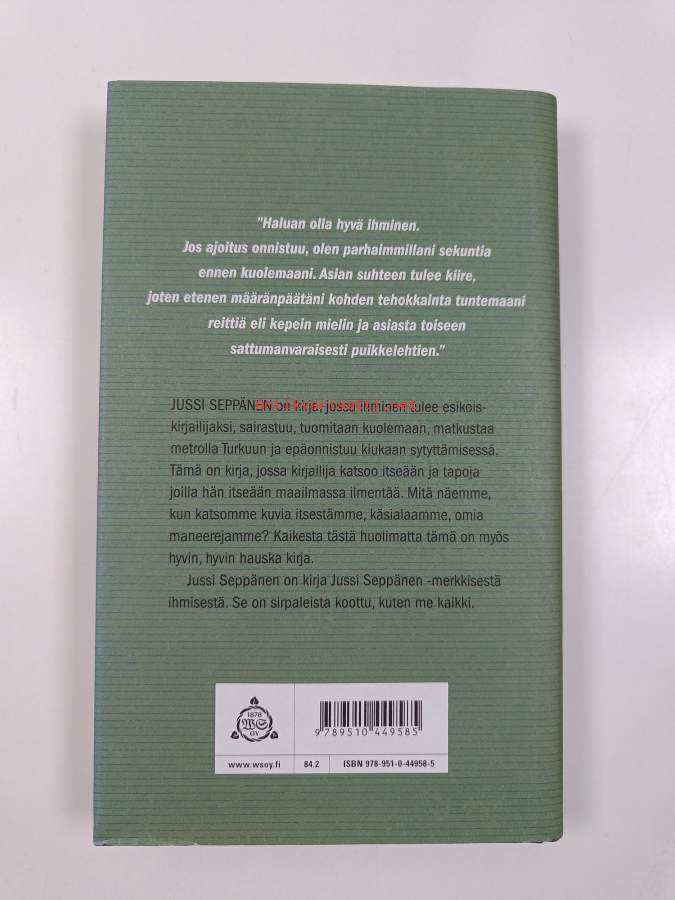 "Haluan olla hyvä ihminen.
Jos ajoitus onnistuu, olen parhaimmillani sekuntia
ennen kuolemaani. Asian suhteen tulee kiire,
joten etenen määränpäätäni kohden tehokkainta tuntemaani
reittiä eli kepein mielin ja asiasta toiseen
sattumanvaraisesti puikkelehtien."
JUSSI SEPPÄNEN on kirja, jossa ihminen tulee esikois-
kirjailijaksi, sairastuu, tuomitaan kuolemaan, matkustaa
metrolla Turkuun ja epäonnistuu kiukaan sytyttämisessä.
Tämä on kirja, jossa kirjailija katsoo itseään ja tapoja
joilla hän itseään maailmassa ilmentää. Mitä näemme,
kun katsomme kuvia itsestämme, käsialaamme, omia
maneerejamme? Kaikesta tästä huolimatta tämä on myös
hyvin, hyvin hauska kirja.
Jussi Seppänen on kirja Jussi Seppänen -merkkisestä
ihmisestä. Se on sirpaleista koottu, kuten me kaikki.
1878
WS
OY
9 789510 449585
www.wsoy.fi
84.2
ISBN 978-951-0-44958-5